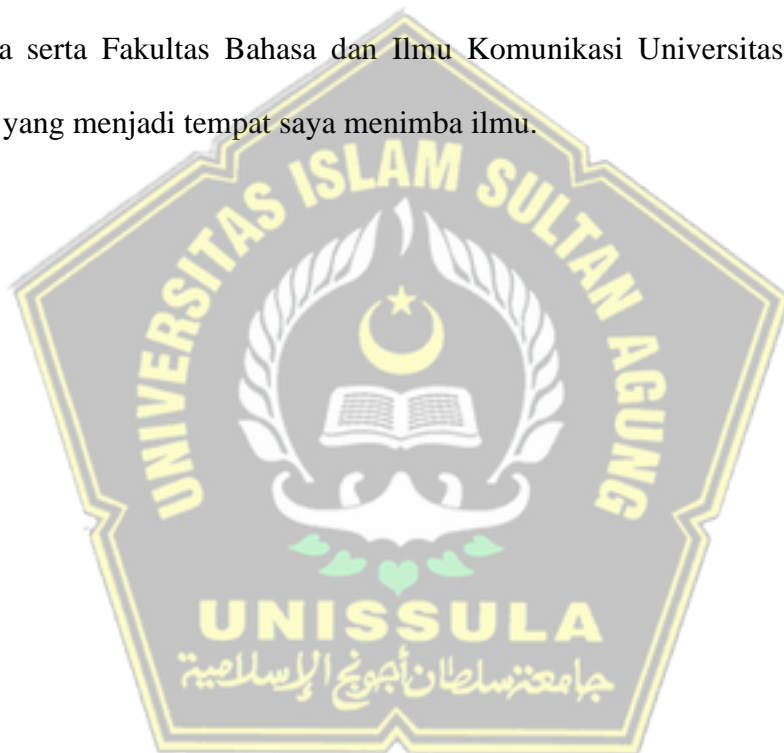 a serta Fakultas Bahasa dan Ilmu Komunikasi Universitas
yang menjadi tempat saya menimba ilmu.
UNIVERSITAS ISLAM SULTAN AGUNG
UNISSULA
جامعة سلطان أجونج الإسلامية